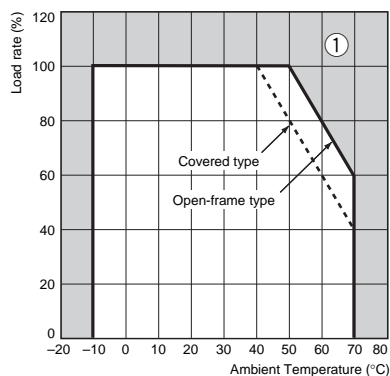 Load rate (%)
120
100
80
60
40
20
0
①
Covered type
Open-frame type
−20 −10 0 10 20 30 40 50 60 70 80
Ambient Temperature (°C)